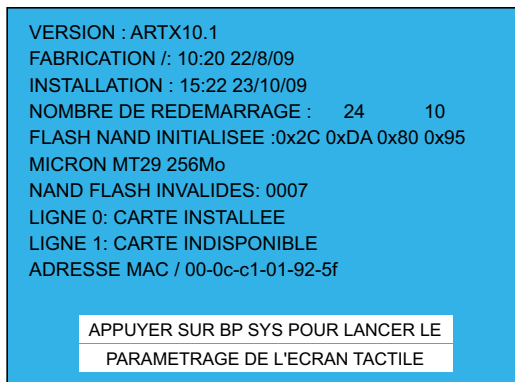 VERSION : ARTX10.1
FABRICATION /: 10:20 22/8/09
INSTALLATION : 15:22 23/10/09
NOMBRE DE REDEMARRAGE : 24 10
FLASH NAND INITIALISEE :0x2C 0xDA 0x80 0x95
MICRON MT29 256Mo
NAND FLASH INVALIDES: 0007
LIGNE 0: CARTE INSTALLEE
LIGNE 1: CARTE INDISPONIBLE
ADRESSE MAC / 00-0c-c1-01-92-5f
APPUYER SUR BP SYS POUR LANCER LE
PARAMETRAGE DE L'ECRAN TACTILE